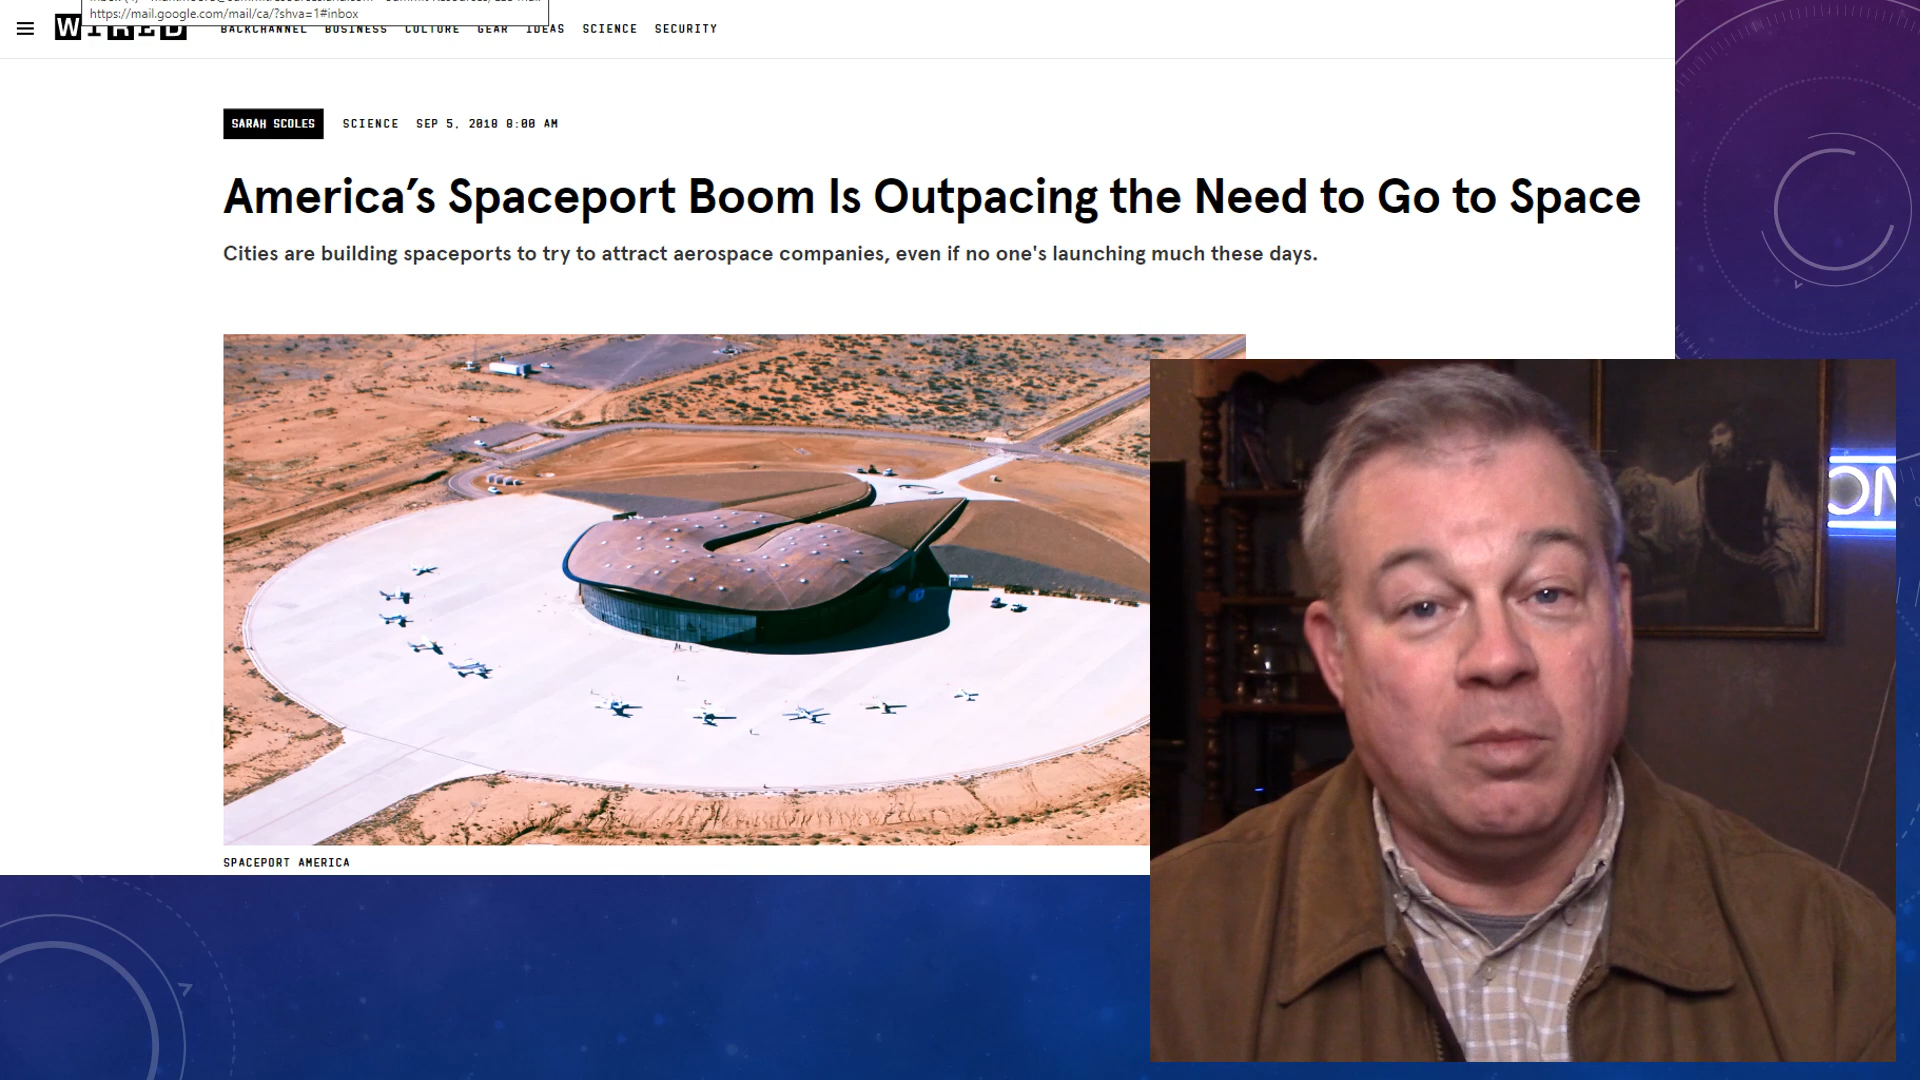 https://mail.google.com/mail/ca/?shva=1#inbox
WIRED
BACKCHANNEL BUSINESS CULTURE GEAR IDEAS SCIENCE SECURITY
SARAH SCOLES SCIENCE SEP 5, 2018 8:00 AM
America’s Spaceport Boom Is Outpacing the Need to Go to Space
Cities are building spaceports to try to attract aerospace companies, even if no one's launching much these days.
SPACEPORT AMERICA